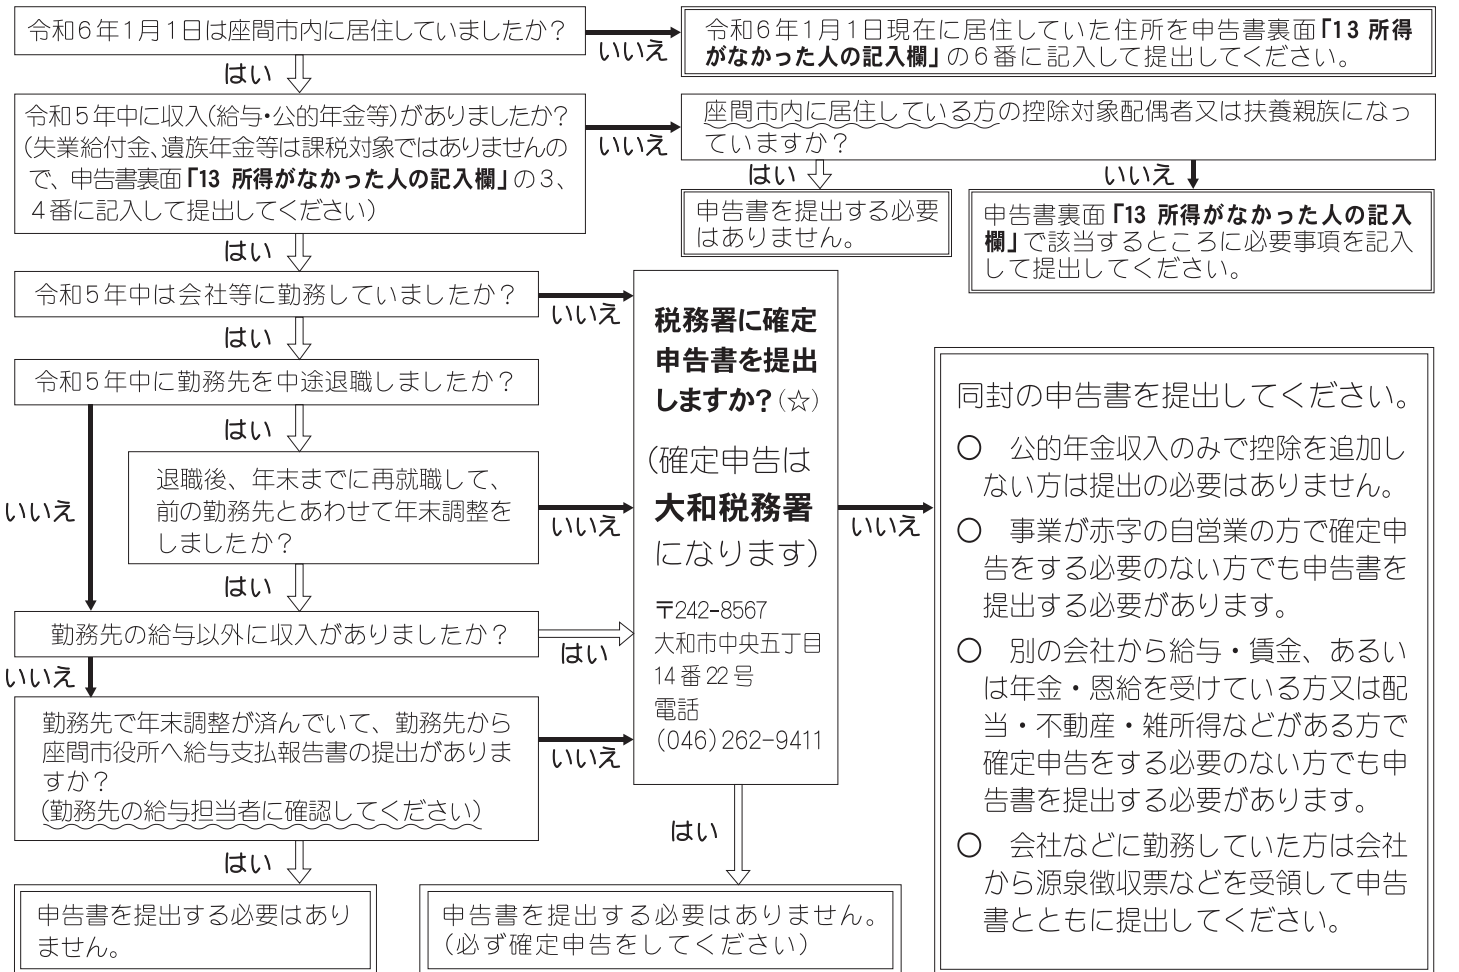 令和6年1月1日は座間市内に居住していましたか？
いいえ
令和6年1月1日現在に居住していた住所を申告書裏面「13 所得
がなかった人の記入欄」の6番に記入して提出してください。
はい
令和5年中に収入(給与・公的年金等)がありましたか？
(失業給付金、遺族年金等は課税対象ではありませんの
で、申告書裏面「13 所得がなかった人の記入欄」の3、
4番に記入して提出してください)
いいえ
座間市内に居住している方の控除対象配偶者又は扶養親族になっ
ていますか？
はい
いいえ
申告書を提出する必要
はありません。
申告書裏面「13 所得がなかった人の記入
欄」で該当するところに必要事項を記入
して提出してください。
はい
令和5年中は会社等に勤務していましたか？
いいえ
はい
令和5年中に勤務先を中途退職しましたか？
はい
いいえ
退職後、年末までに再就職して、
前の勤務先とあわせて年末調整を
しましたか？
いいえ
はい
勤務先の給与以外に収入がありましたか？
はい
いいえ
勤務先で年末調整が済んでいて、勤務先から
座間市役所へ給与支払報告書の提出がありま
すか？
(勤務先の給与担当者に確認してください)
いいえ
はい
申告書を提出する必要はあり
ません。
税務署に確定
申告書を提出
しますか？(☆)
(確定申告は
大和税務署
になります)
〒242-8567
大和市中央五丁目
14番22号
電話
(046)262-9411
いいえ
はい
申告書を提出する必要はありません。
(必ず確定申告をしてください)
同封の申告書を提出してください。
○ 公的年金収入のみで控除を追加し
ない方は提出の必要はありません。
○ 事業が赤字の自営業の方で確定申
告をする必要のない方でも申告書を
提出する必要があります。
○ 別の会社から給与・賃金、あるい
は年金・恩給を受けている方又は配
当・不動産・雑所得などがある方で
確定申告をする必要のない方でも申
告書を提出する必要があります。
○ 会社などに勤務していた方は会社
から源泉徴収票などを受領して申告
書とともに提出してください。